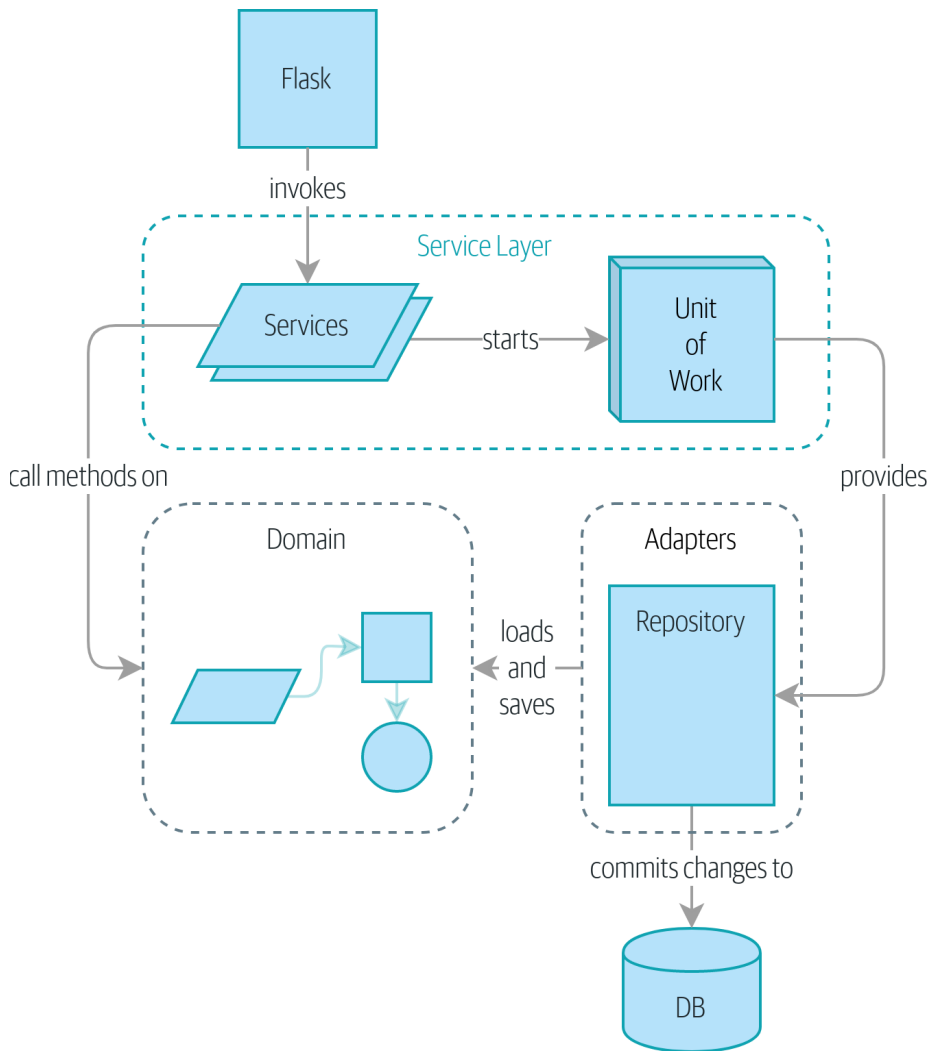 Flask
invokes
Service Layer
Services
starts
Unit
of
Work
call methods on
provides
Domain
Adapters
Repository
loads
and
saves
commits changes to
DB